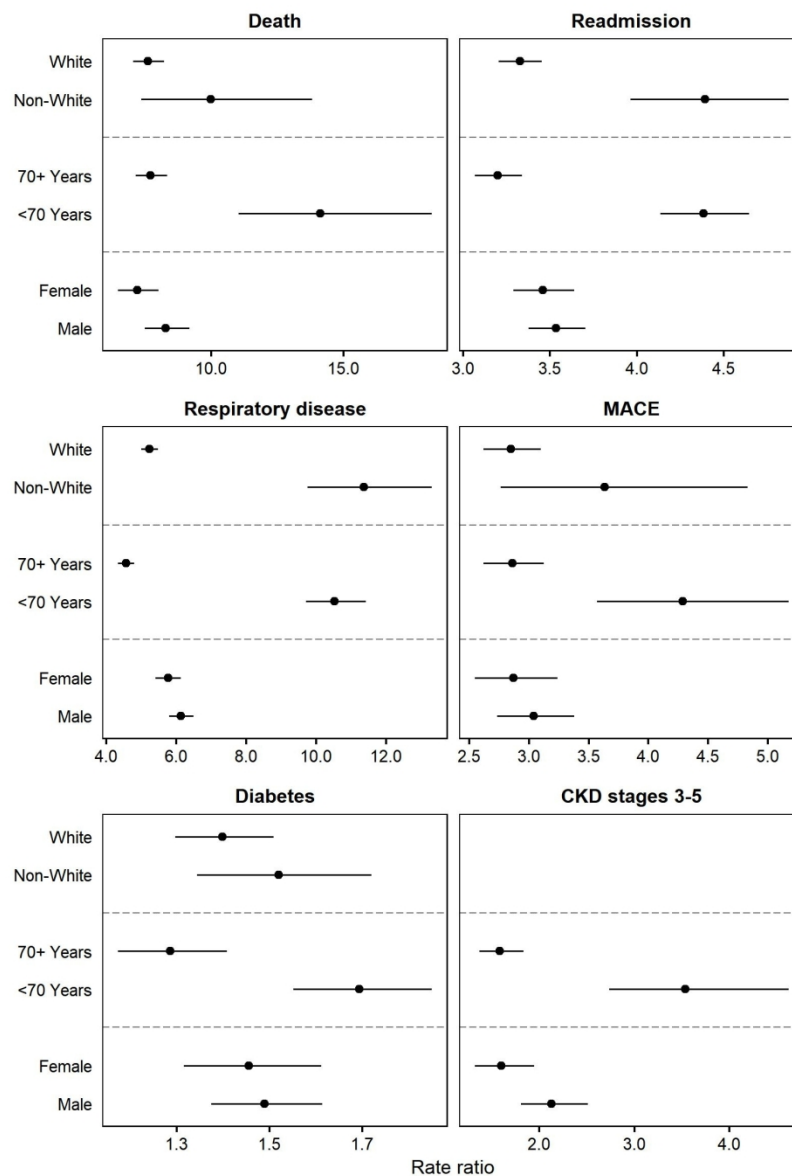 Death Readmission
White
Non-White
70+ Years
<70 Years
Female
Male
10.0 15.0 3.0 3.5 4.0 4.5
Respiratory disease MACE
White
Non-White
70+ Years
<70 Years
Female
Male
4.0 6.0 8.0 10.0 12.0 2.5 3.0 3.5 4.0 4.5 5.0
Diabetes CKD stages 3-5
White
Non-White
70+ Years
<70 Years
Female
Male
1.3 1.5 1.7 2.0 3.0 4.0
Rate ratio